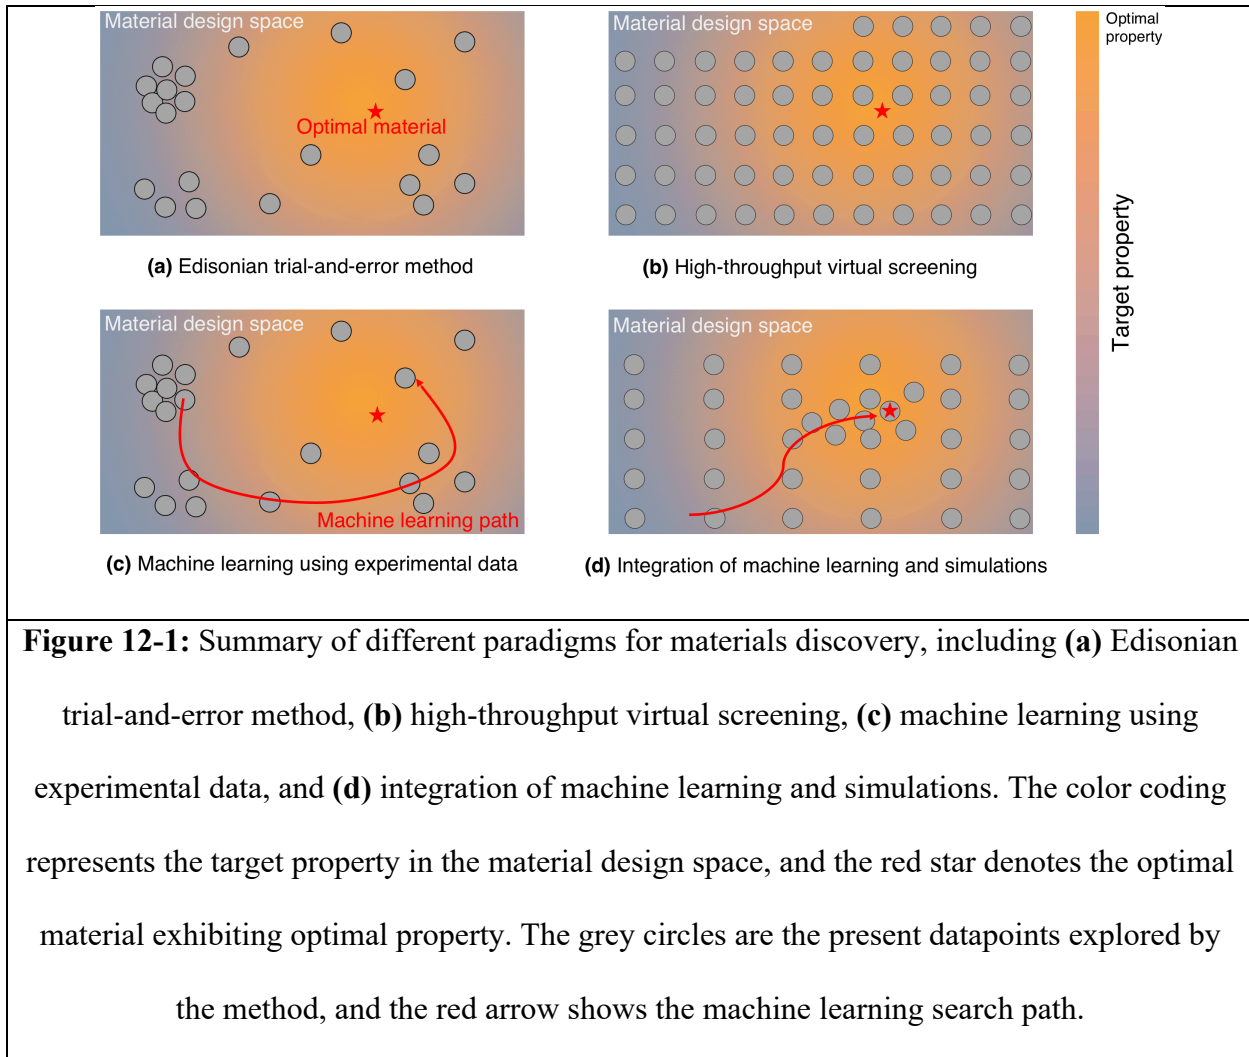 Material design space
Material design space
Optimal
property
Optimal material
(a) Edisonian trial-and-error method
(b) High-throughput virtual screening
Target property
Material design space
Material design space
Machine learning path
(c) Machine learning using experimental data
(d) Integration of machine learning and simulations
Figure 12-1: Summary of different paradigms for materials discovery, including (a) Edisonian
trial-and-error method, (b) high-throughput virtual screening, (c) machine learning using
experimental data, and (d) integration of machine learning and simulations. The color coding
represents the target property in the material design space, and the red star denotes the optimal
material exhibiting optimal property. The grey circles are the present datapoints explored by
the method, and the red arrow shows the machine learning search path.